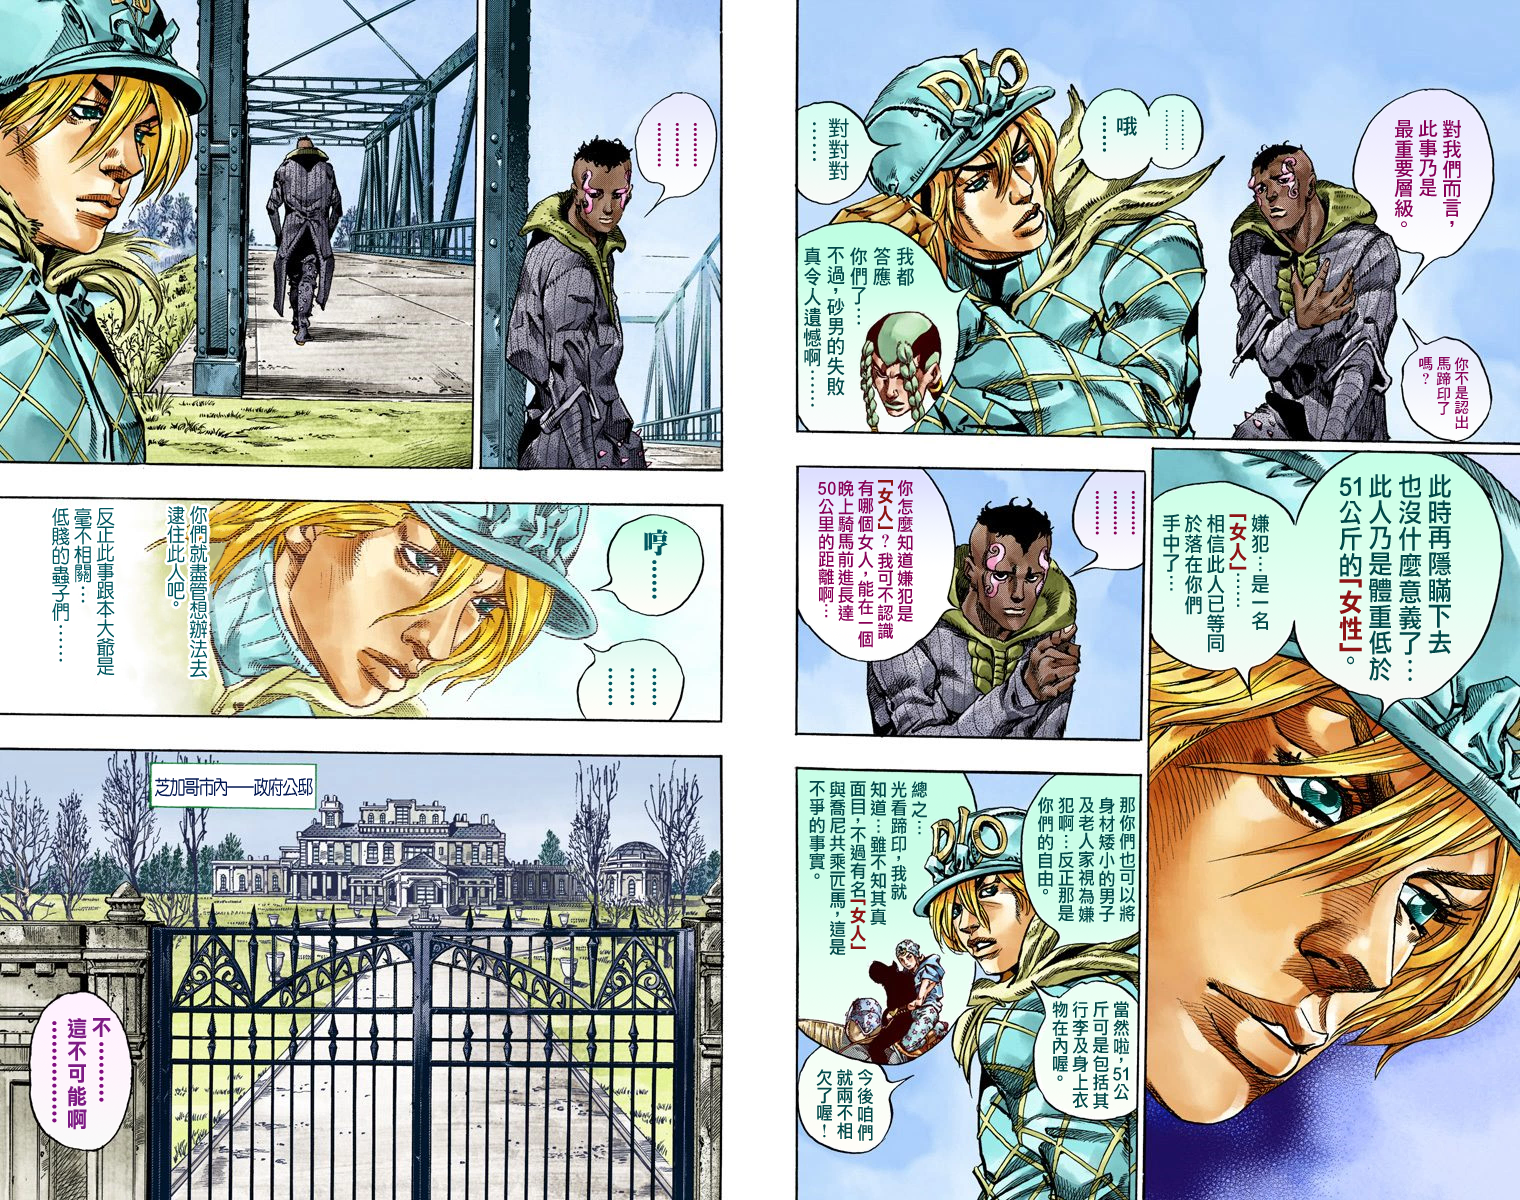 對我們而言，
此事乃是
最重要層級。
你不是認出
馬蹄印了
嗎？
………
…哦
DIO
對對對
……
我都
答應
你們了…
不過，砂男的失敗
真令人遺憾啊……
此時再隱瞞下去
也沒什麼意義了…
此人乃是體重低於
51公斤的「女性」。
嫌犯…是一名
「女人」……
相信此人已等同
於落在你們
手中了…
……
……
你怎麼知道嫌犯是
「女人」？我可不認識
有哪個女人，能在一個
晚上騎馬前進長達
50公里的距離啊…
那你們也可以將
身材矮小的男子
及老人家視為嫌
犯啊…反正那是
你們的自由。
當然啦，51公
斤可是包括其
行李及身上衣
物在內喔。
DIO
總之…
光看蹄印，我就
知道…雖不知其真
面目，不過有名「女人」
與喬尼共乘匹馬，這是
不爭的事實。
今後咱們
就兩不相
欠了喔！
……
……
……
哼……
……
……
你們就盡管想辦法去
逮住此人吧。
反正此事跟本大爺是
毫不相關…
低賤的蟲子們……
芝加哥市內——政府公邸
不…………
這不可能啊
…………